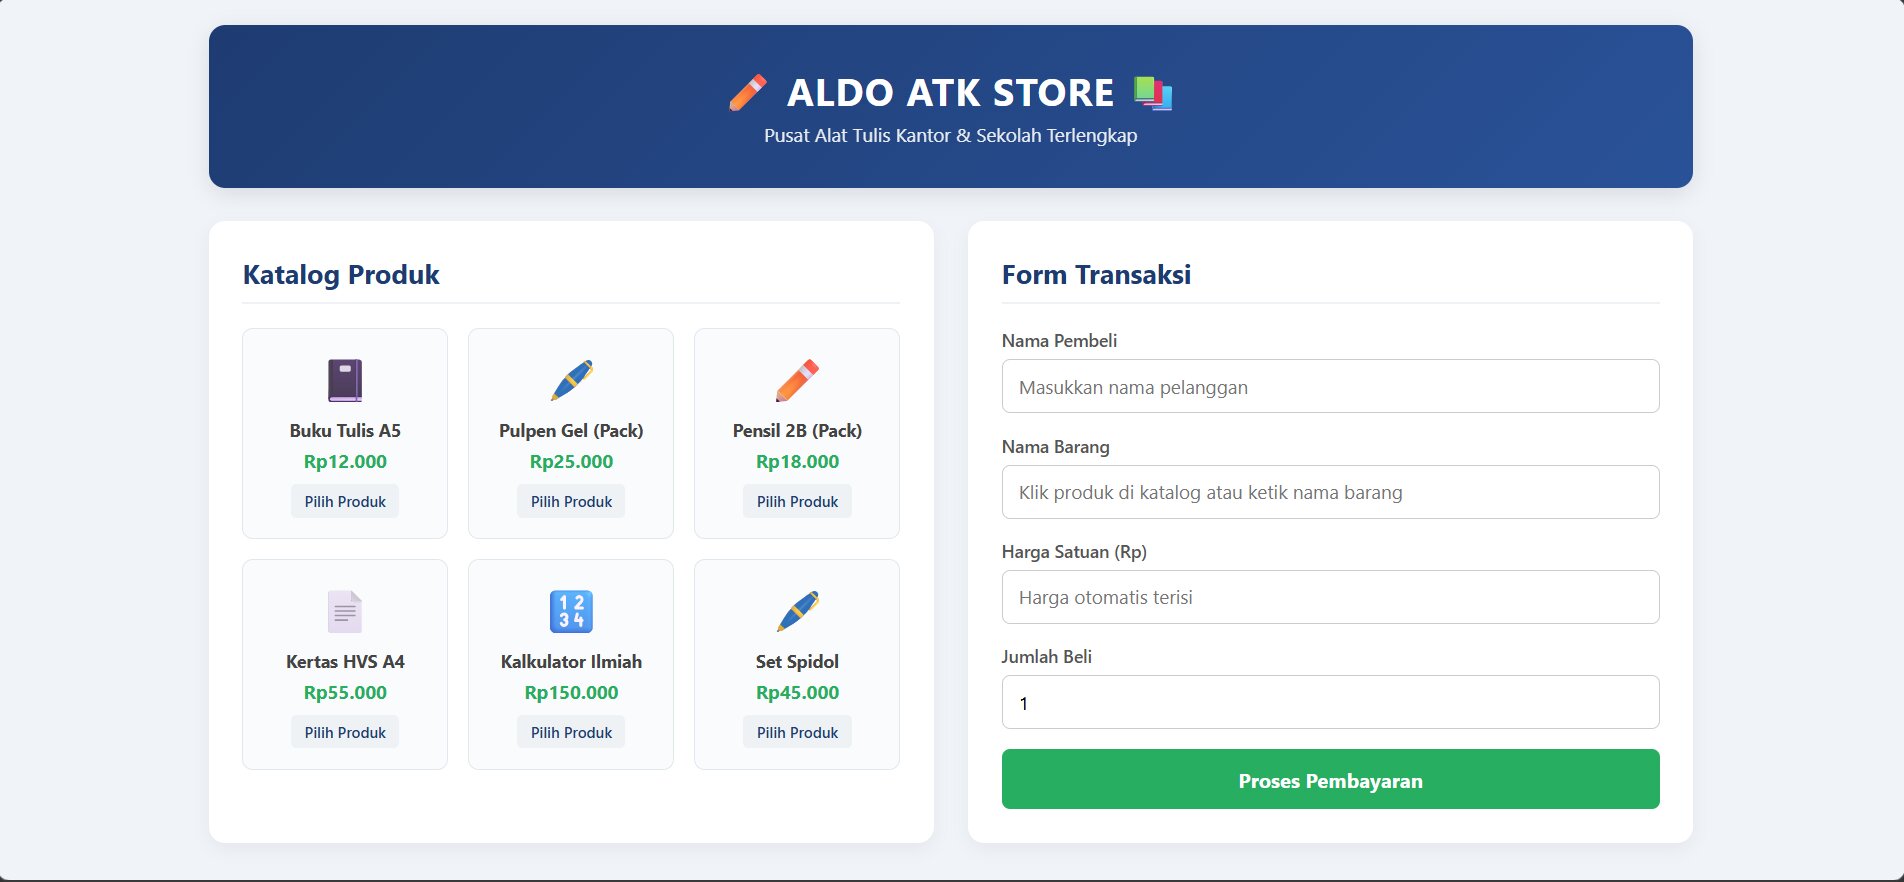 ALDO ATK STORE
Pusat Alat Tulis Kantor & Sekolah Terlengkap
Katalog Produk
Buku Tulis A5
Rp12.000
Pilih Produk
Pulpen Gel (Pack)
Rp25.000
Pilih Produk
Pensil 2B (Pack)
Rp18.000
Pilih Produk
Kertas HVS A4
Rp55.000
Pilih Produk
1 2
3 4
Kalkulator Ilmiah
Rp150.000
Pilih Produk
Set Spidol
Rp45.000
Pilih Produk
Form Transaksi
Nama Pembeli
Masukkan nama pelanggan
Nama Barang
Klik produk di katalog atau ketik nama barang
Harga Satuan (Rp)
Harga otomatis terisi
Jumlah Beli
1
Proses Pembayaran